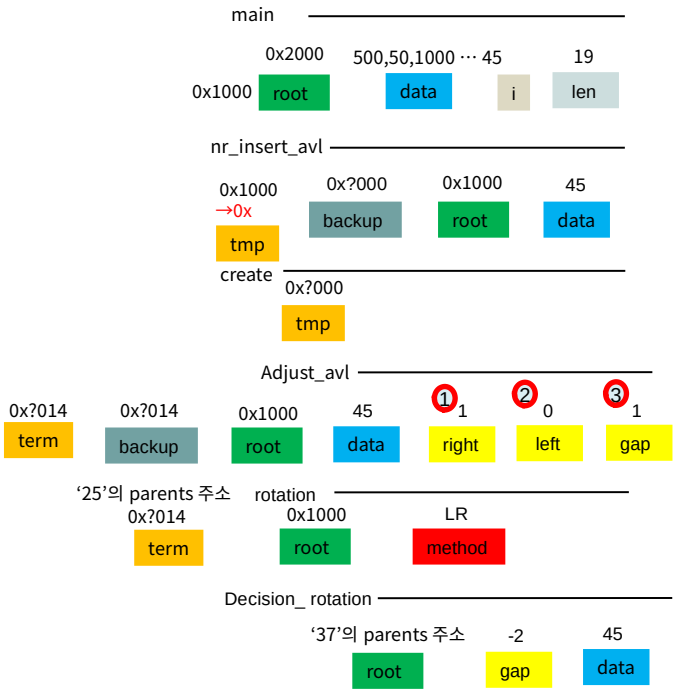 main
0x2000 500,50,1000 ··· 45 19
0x1000 root data i len
nr_insert_avl
0x1000 0x?000 0x1000 45
→0x
tmp backup root data
create
0x?000
tmp
Adjust_avl
1 2 3
0x?014 0x?014 0x1000 45 1 0 1
term backup root data right left gap
‘25’의 parents 주소 rotation
0x?014 0x1000 LR
term root method
Decision_ rotation
‘37’의 parents 주소 -2 45
root gap data